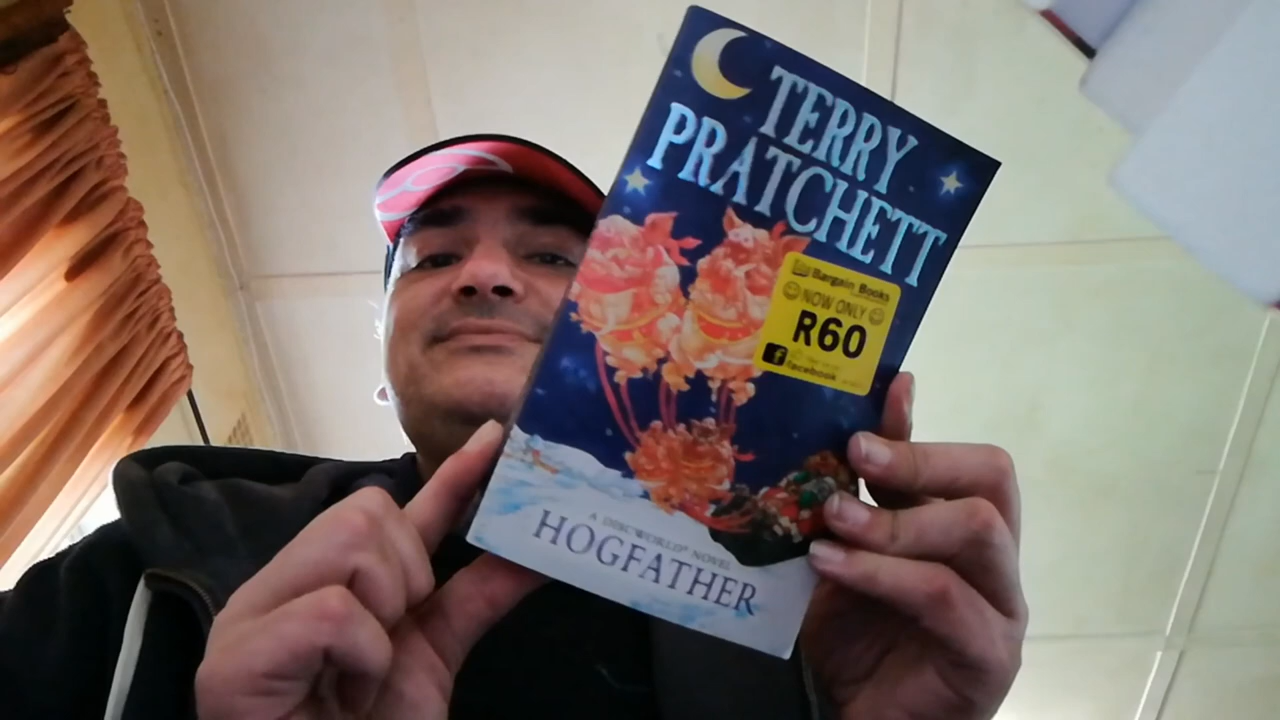 TERRY
PRATCHETT
Bargain Books
NOW ONLY
R60
facebook
A DISCWORLD® NOVEL
HOGFATHER